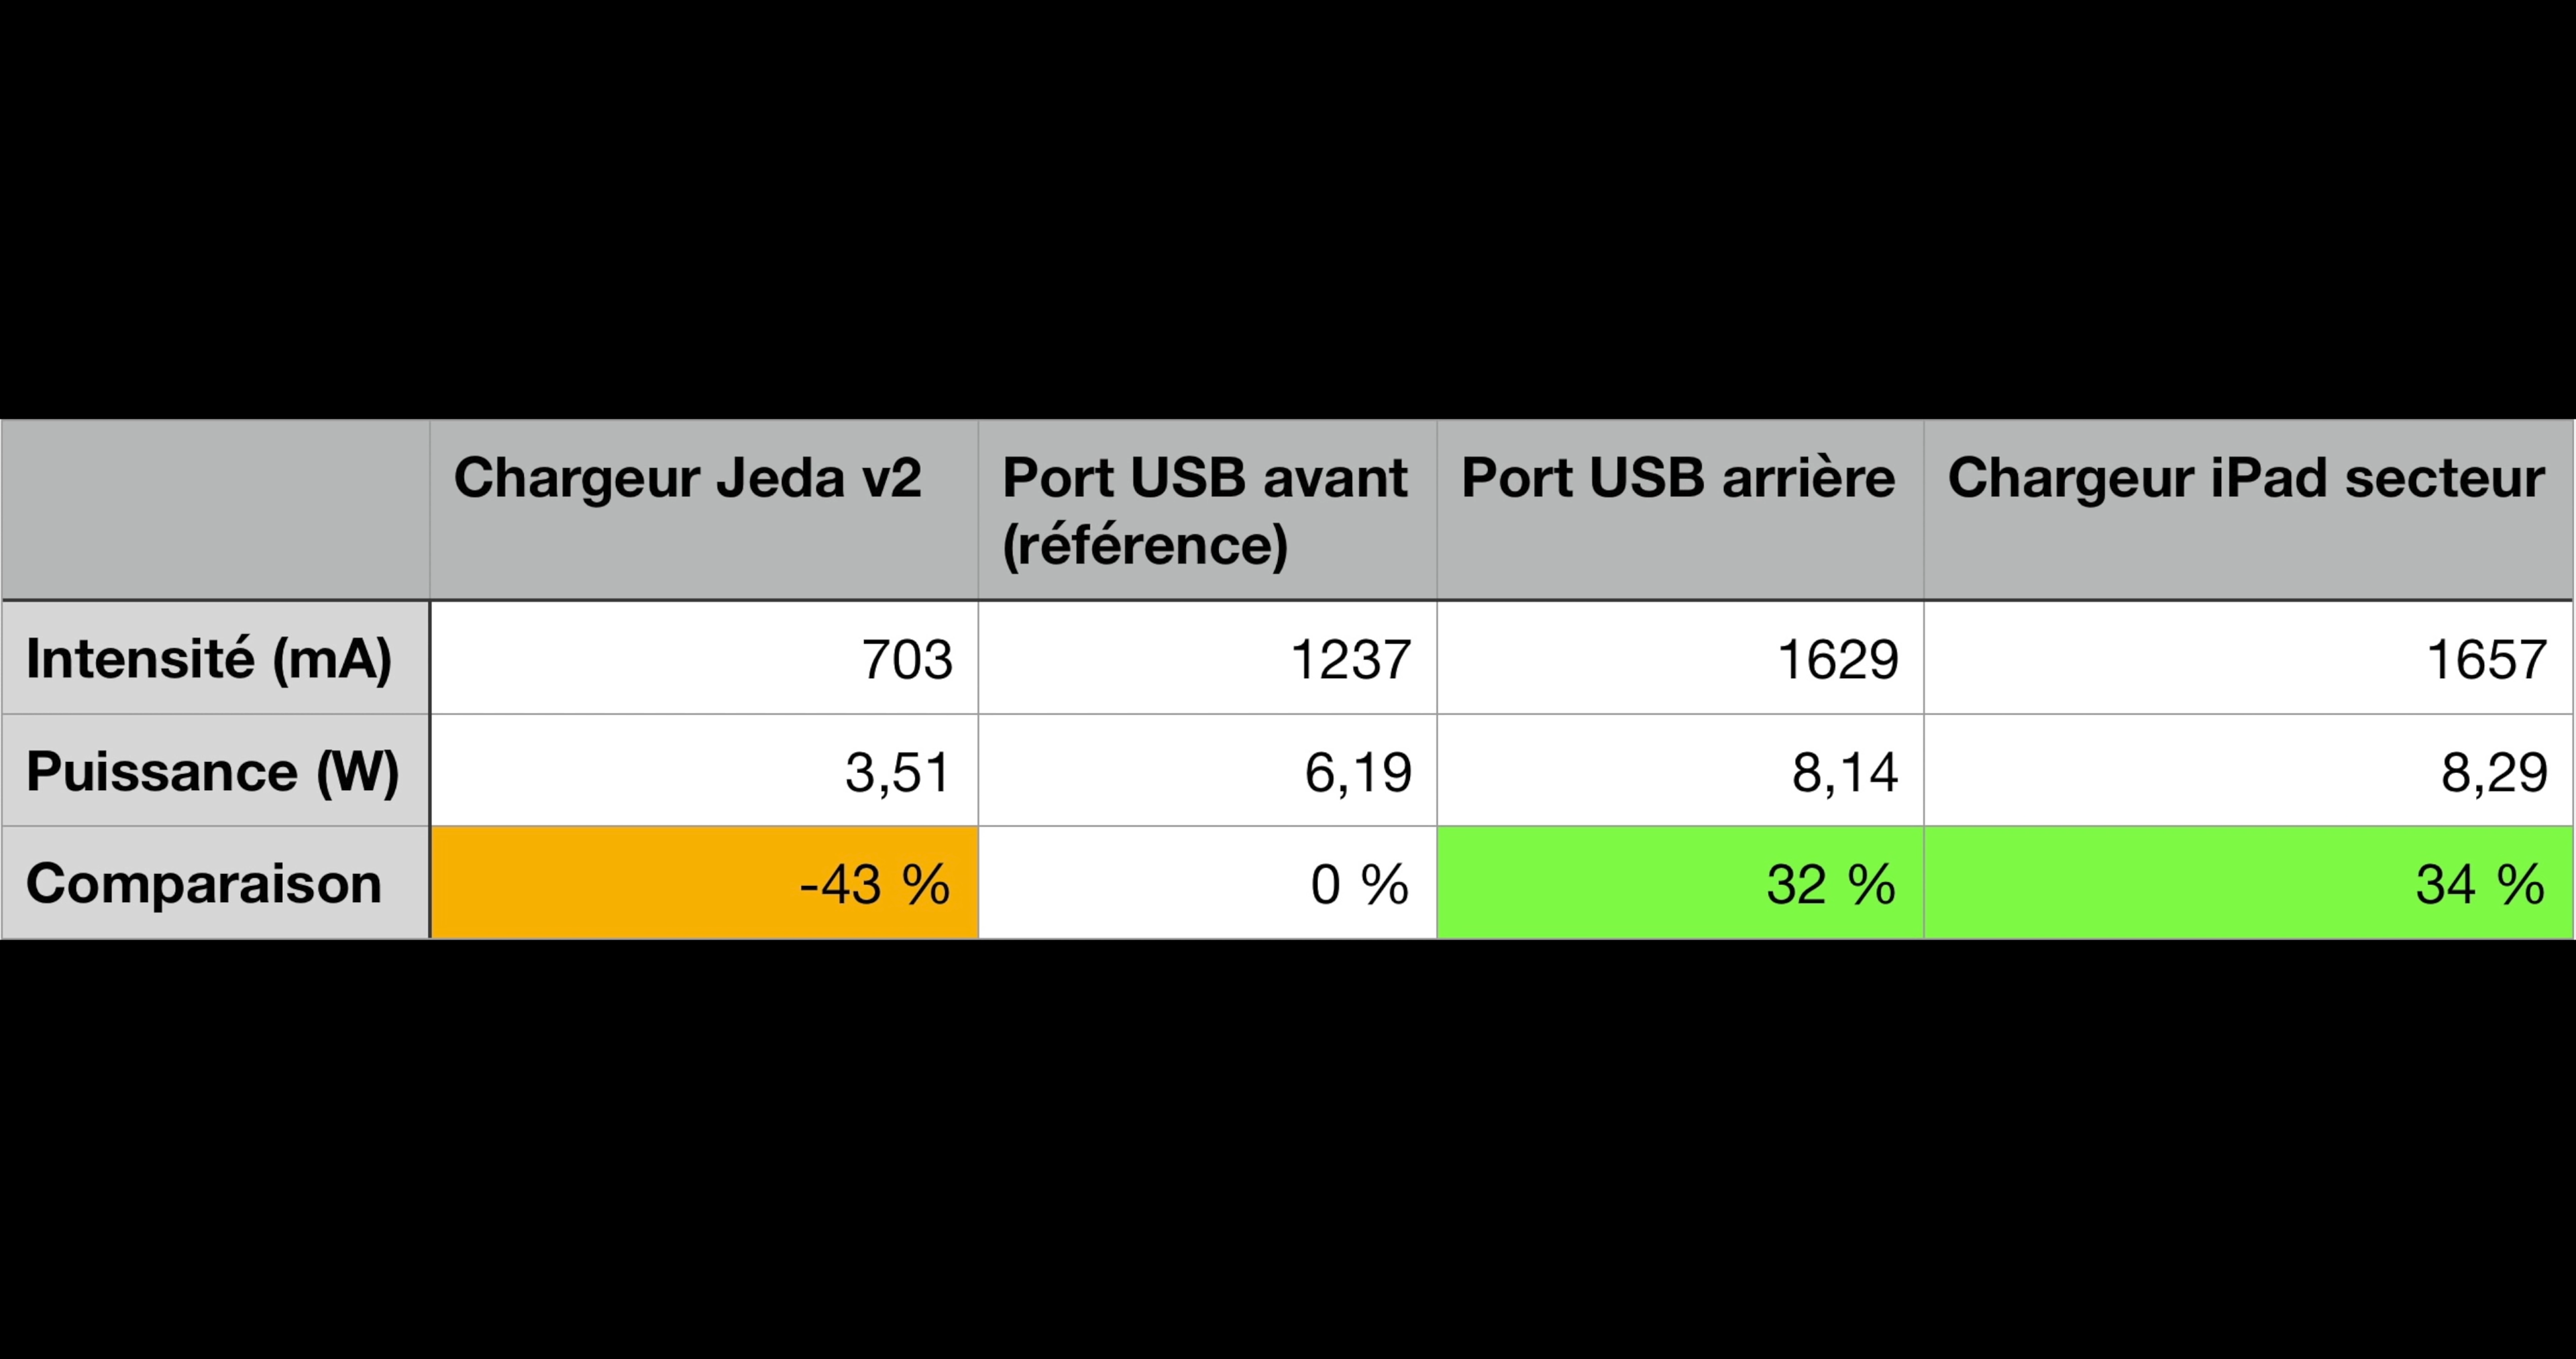 Chargeur Jeda v2 Port USB avant Port USB arrière Chargeur iPad secteur
(référence)
Intensité (mA) 703 1237 1629 1657
Puissance (W) 3,51 6,19 8,14 8,29
Comparaison -43 % 0 % 32 % 34 %